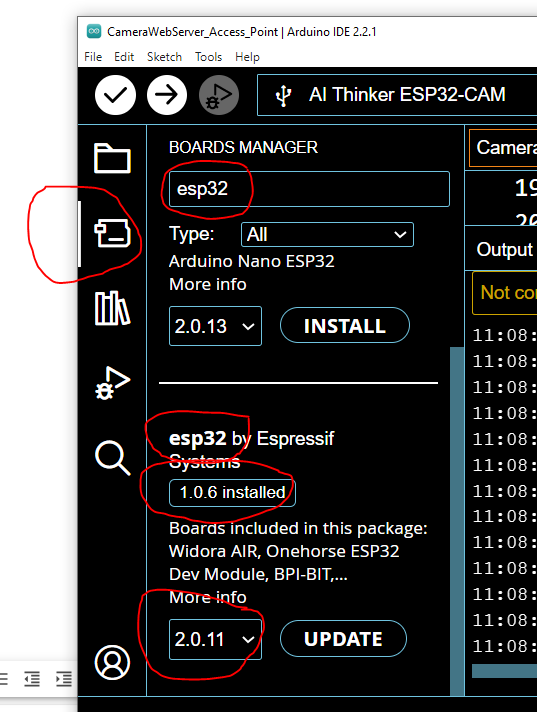 CameraWebServer_Access_Point | Arduino IDE 2.2.1
File Edit Sketch Tools Help
AI Thinker ESP32-CAM
BOARDS MANAGER
esp32
Type: All
Arduino Nano ESP32
More info
2.0.13 INSTALL
esp32 by Espressif
Systems
1.0.6 installed
Boards included in this package:
Widora AIR, Onehorse ESP32
Dev Module, BPI-BIT,...
More info
2.0.11 UPDATE
Camera
19
20
Output
Not con
11:08:
11:08:
11:08:
11:08:
11:08:
11:08:
11:08:
11:08:
11:08:
11:08:
11:08:
11:08:
11:08: